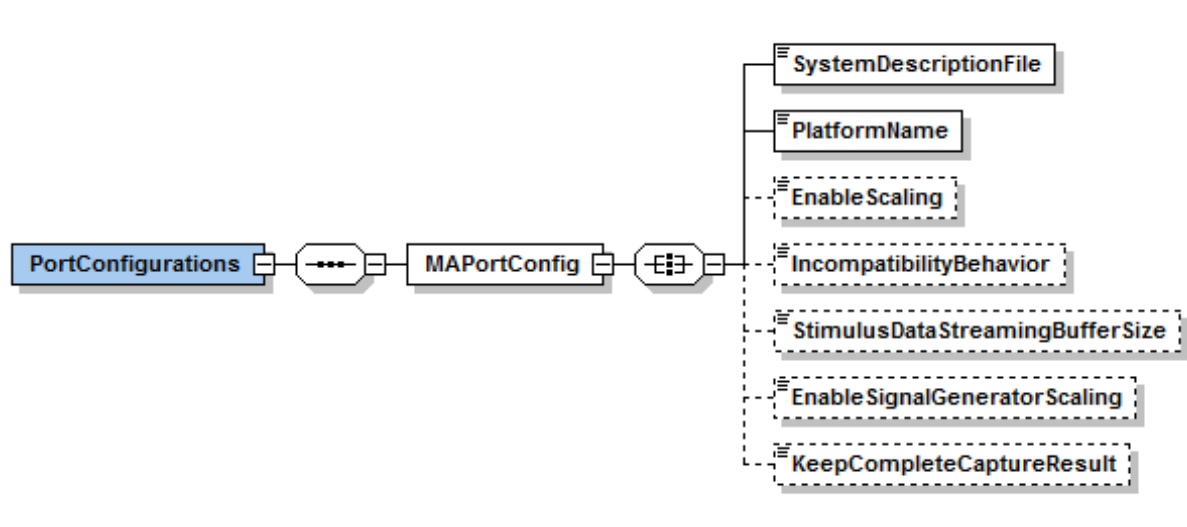 SystemDescriptionFile
PlatformName
EnableScaling
PortConfigurations
MAPortConfig
IncompatibilityBehavior
StimulusDataStreamingBufferSize
EnableSignalGeneratorScaling
KeepCompleteCaptureResult